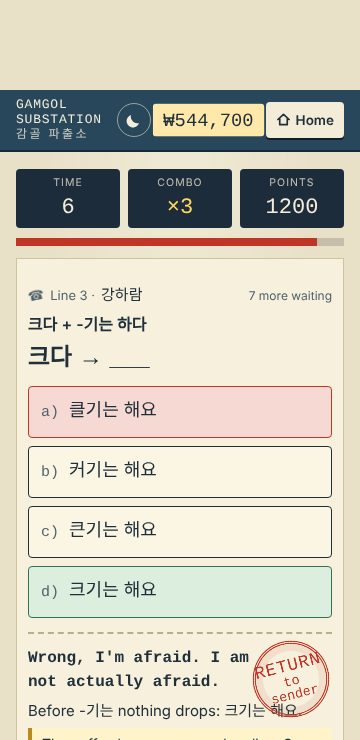 GAMGOL
SUBSTATION
감골 파출소
₩544,700
Home
TIME
6
COMBO
×3
POINTS
1200
☎ Line 3 · 강하람
7 more waiting
크다 + -기는 하다
크다 → ___
a) 클기는 해요
b) 커기는 해요
c) 큰기는 해요
d) 크기는 해요
Wrong, I'm afraid. I am
not actually afraid.
RETURN
to
sender
Before -기는 nothing drops: 크기는 해요.